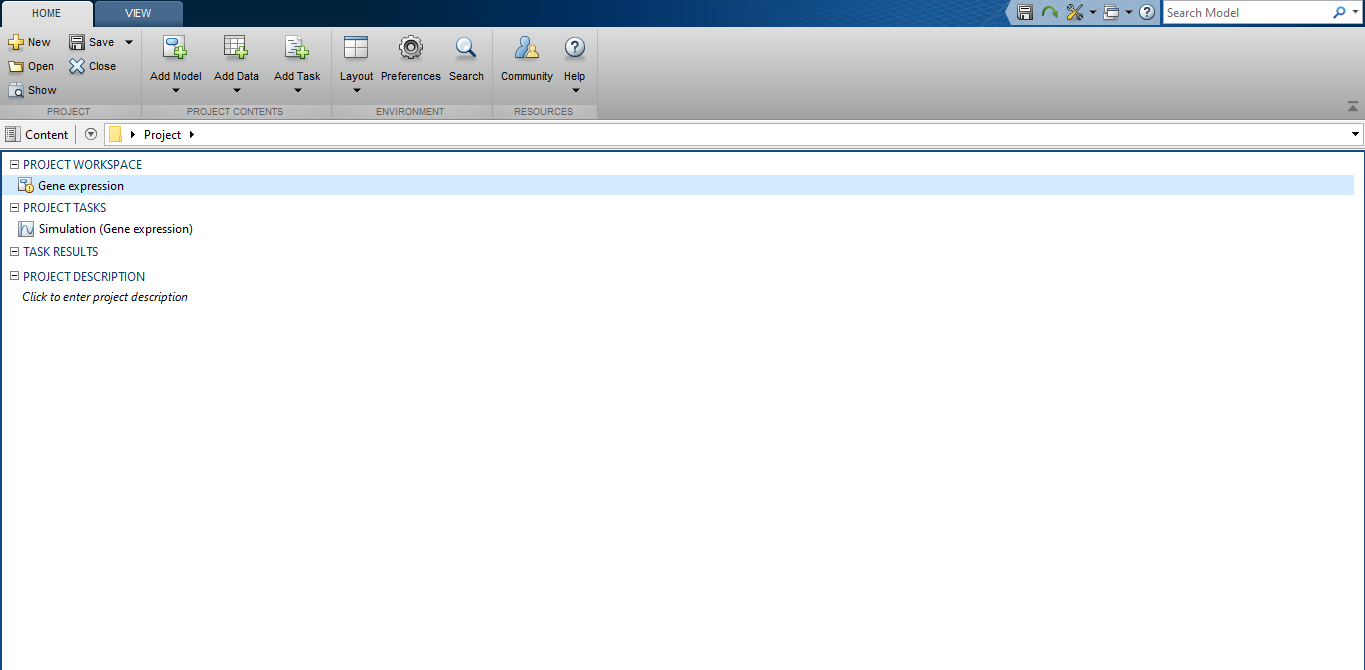 HOME VIEW Search Model
New Save
Open Close
Show
Add Model Add Data Add Task Layout Preferences Search Community Help
PROJECT PROJECT CONTENTS ENVIRONMENT RESOURCES
Content Project
PROJECT WORKSPACE
Gene expression
PROJECT TASKS
Simulation (Gene expression)
TASK RESULTS
PROJECT DESCRIPTION
Click to enter project description